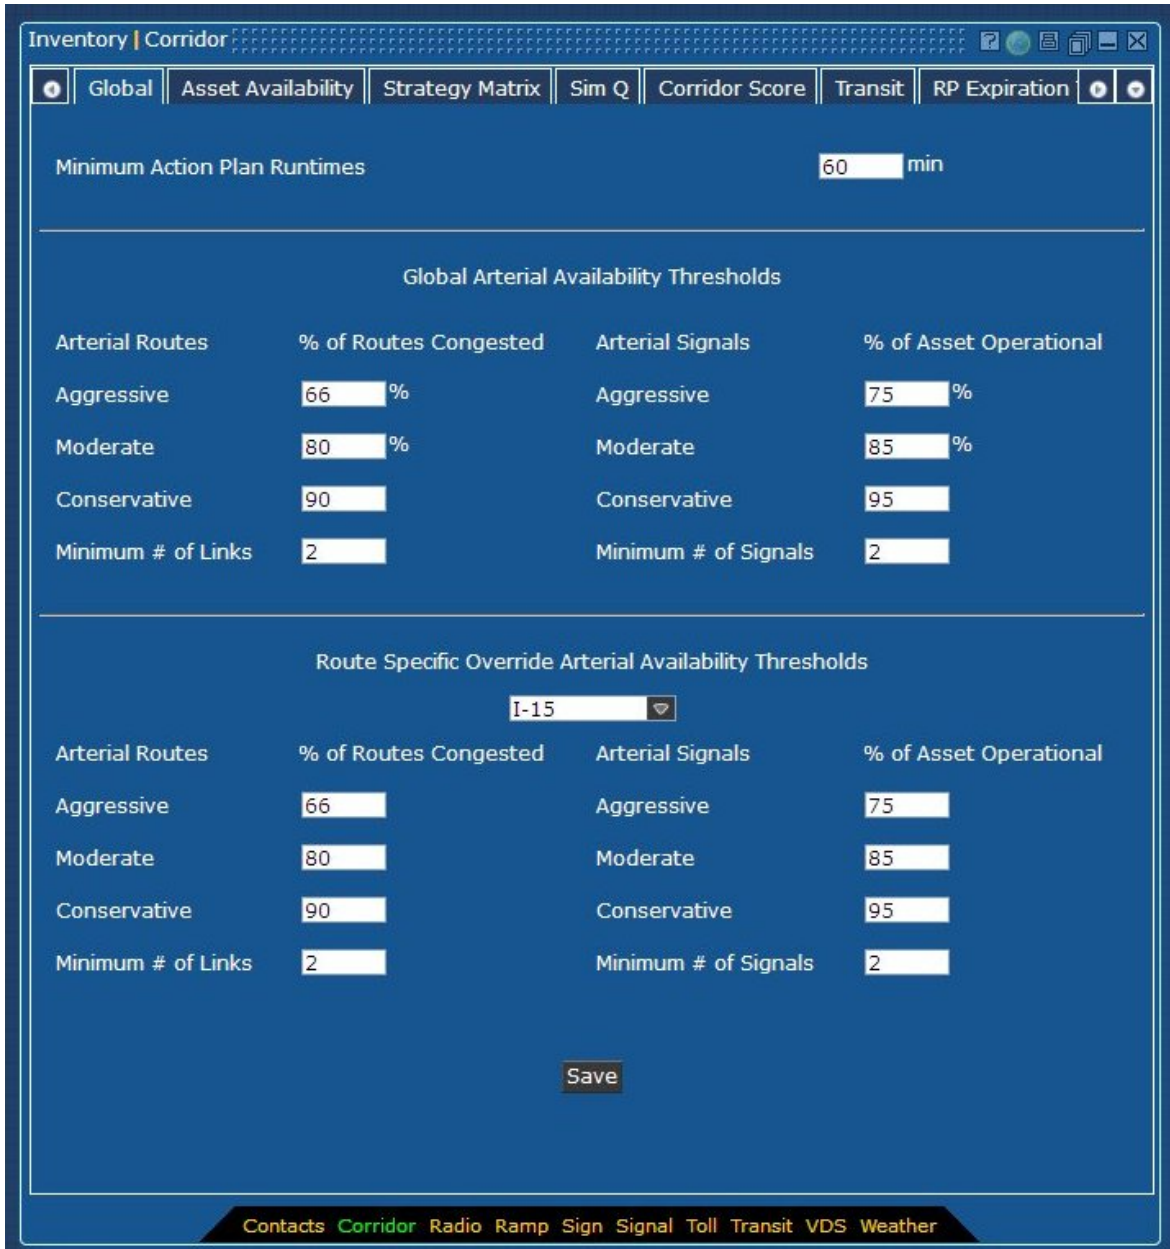 Inventory | Corridor
Global Asset Availability Strategy Matrix Sim Q Corridor Score Transit RP Expiration
Minimum Action Plan Runtimes 60 min
Global Arterial Availability Thresholds
Arterial Routes % of Routes Congested Arterial Signals % of Asset Operational
Aggressive 66 % Aggressive 75 %
Moderate 80 % Moderate 85 %
Conservative 90 Conservative 95
Minimum # of Links 2 Minimum # of Signals 2
Route Specific Override Arterial Availability Thresholds
I-15
Arterial Routes % of Routes Congested Arterial Signals % of Asset Operational
Aggressive 66 Aggressive 75
Moderate 80 Moderate 85
Conservative 90 Conservative 95
Minimum # of Links 2 Minimum # of Signals 2
Save
Contacts Corridor Radio Ramp Sign Signal Toll Transit VDS Weather